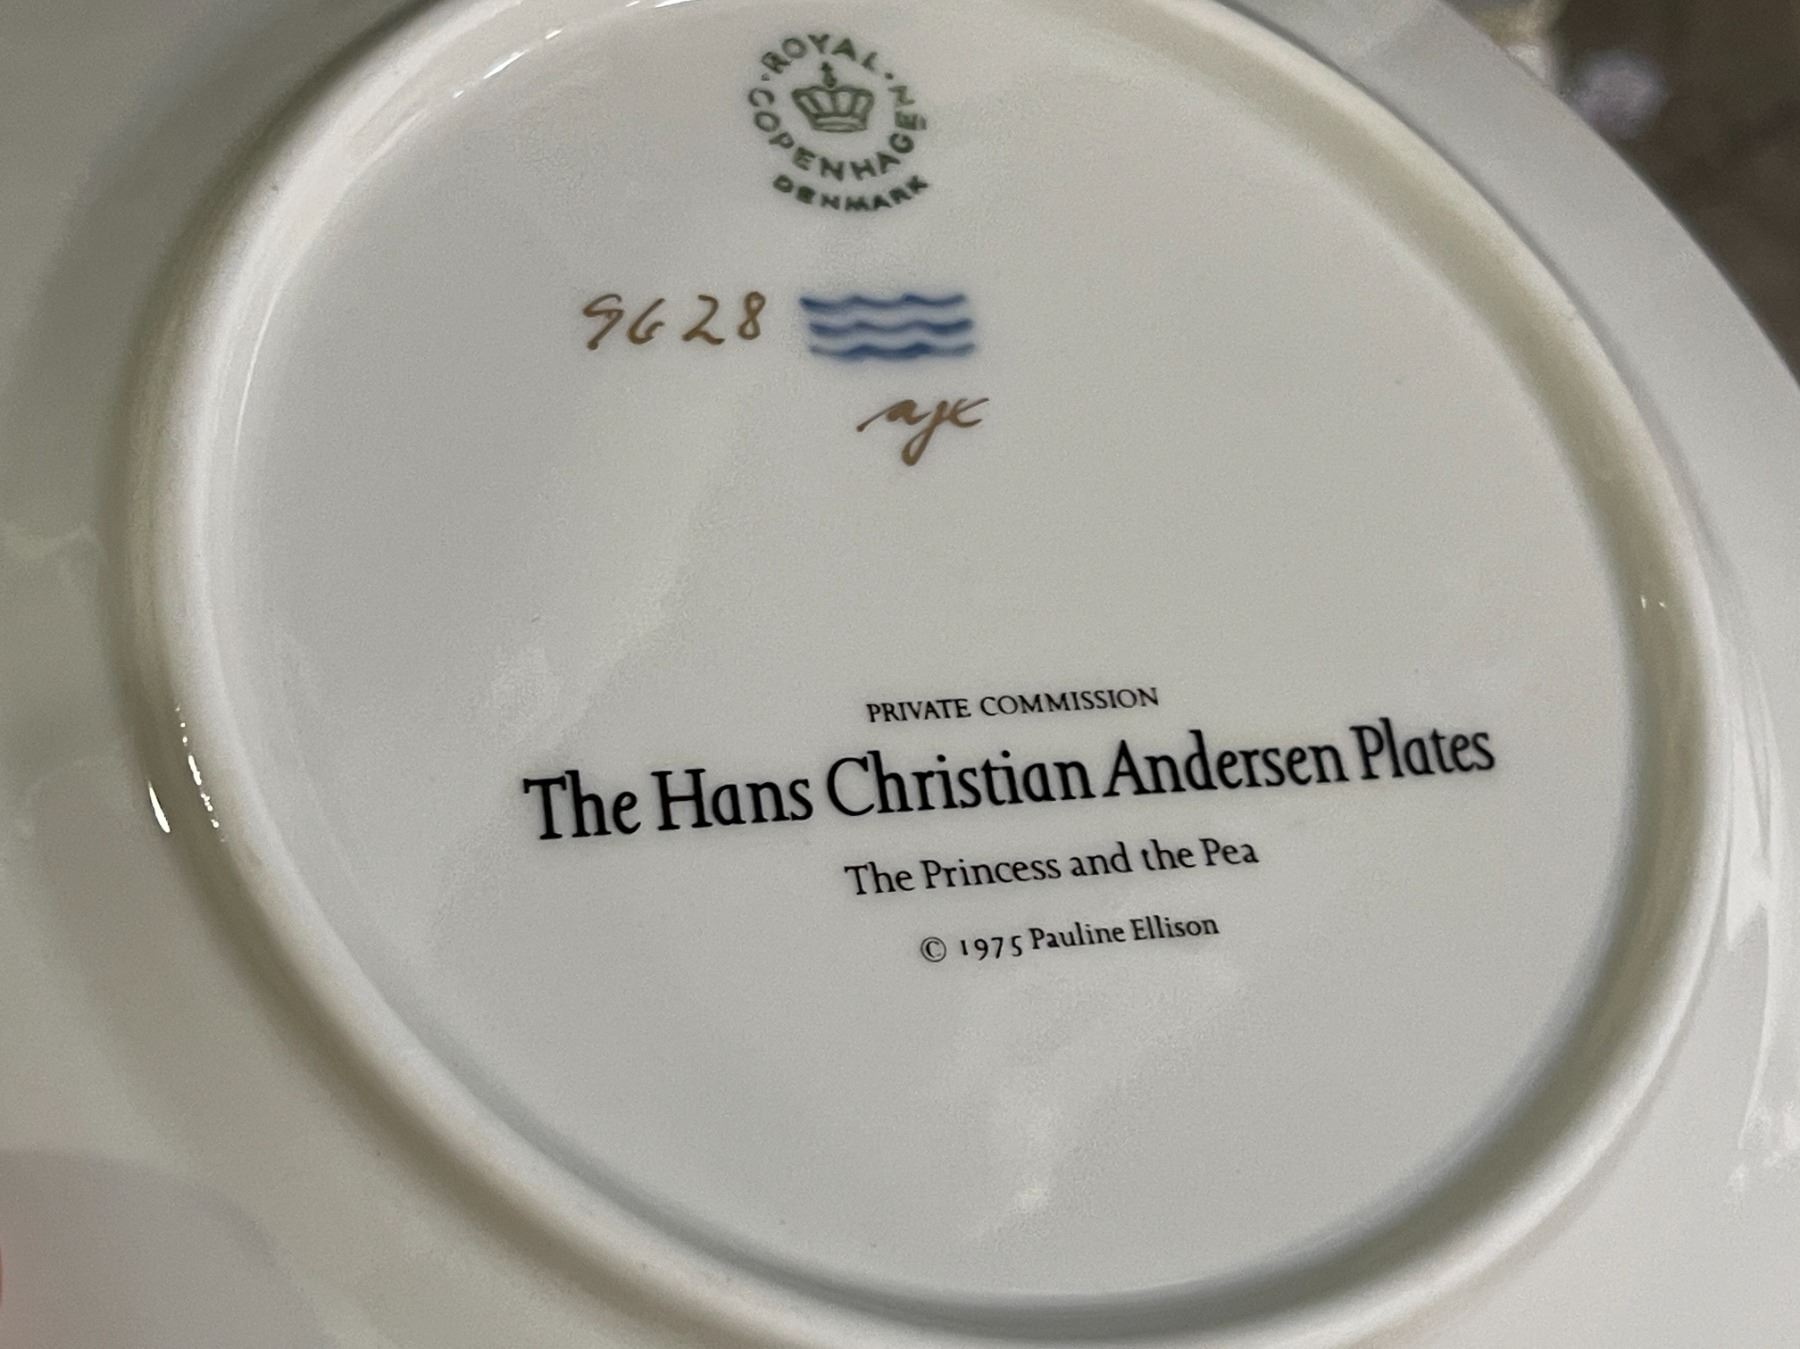 ROYAL COPENHAGEN
DENMARK
9628
PRIVATE COMMISSION
The Hans Christian Andersen Plates
The Princess and the Pea
© 1975 Pauline Ellison